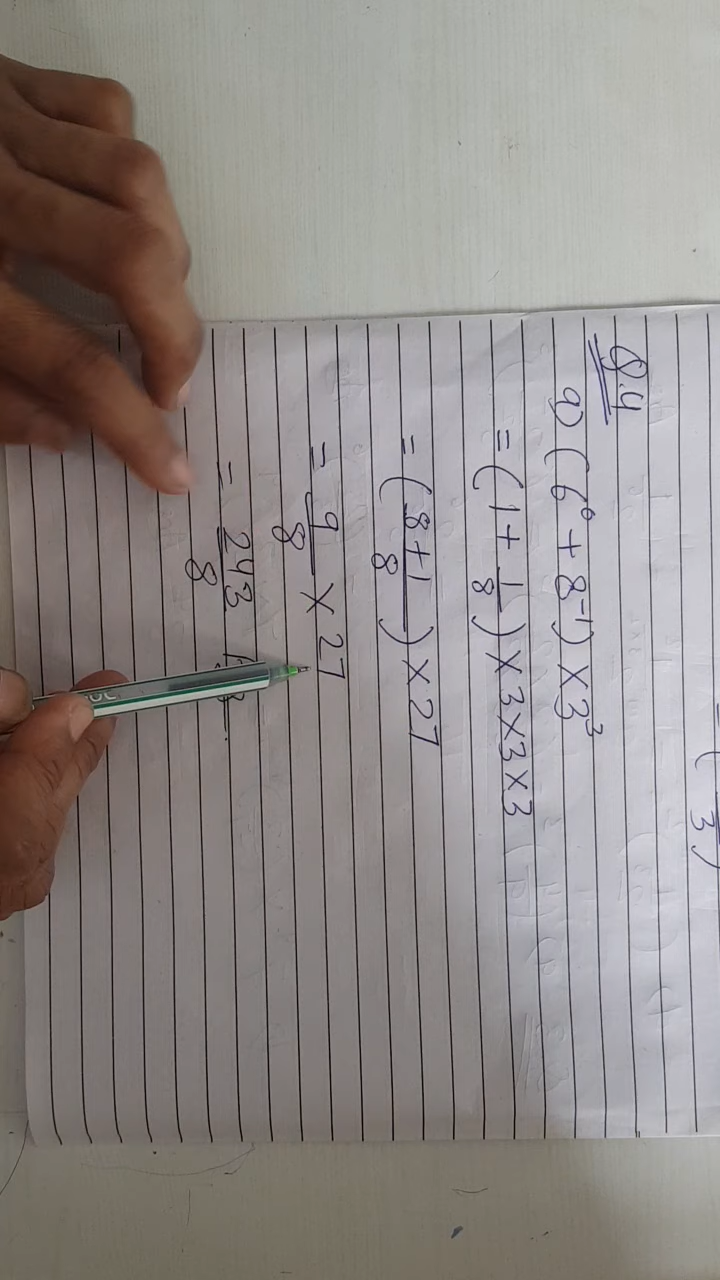 Q.4
a) (6⁰ + 8⁻¹) × 3³
= (1 + 1/8) × 3×3×3
= (8+1/8) × 27
= 9/8 × 27
= 243/8
3)